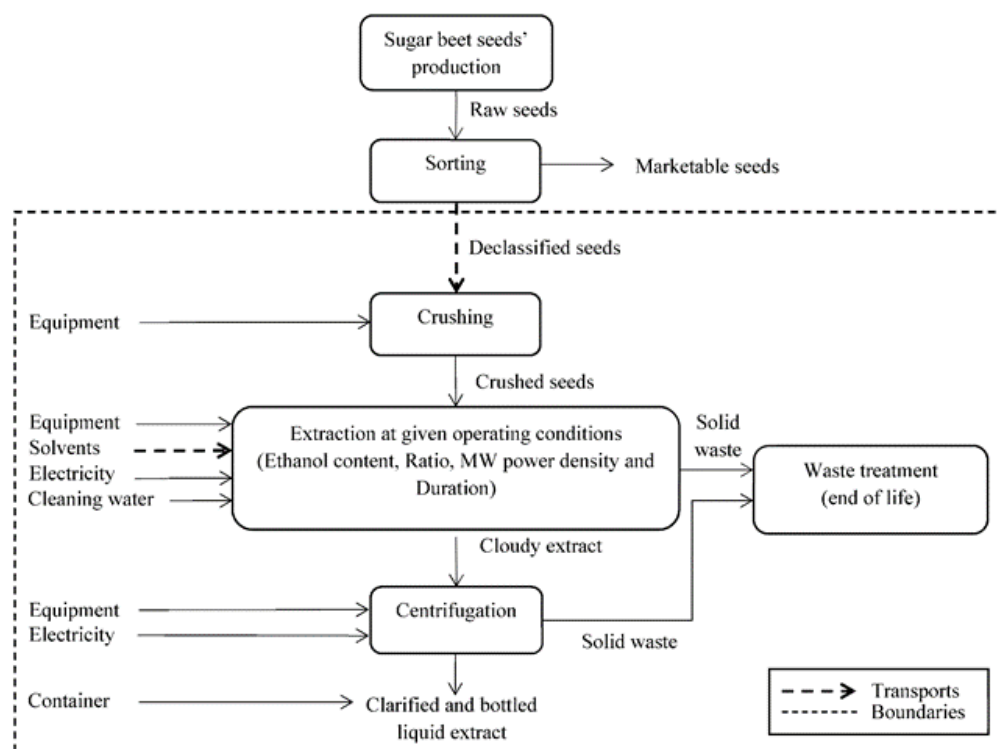 Sugar beet seeds'
production
Raw seeds
Sorting
Marketable seeds
Declassified seeds
Equipment
Crushing
Crushed seeds
Equipment
Solvents
Electricity
Cleaning water
Extraction at given operating conditions
(Ethanol content, Ratio, MW power density and
Duration)
Solid
waste
Waste treatment
(end of life)
Cloudy extract
Equipment
Electricity
Centrifugation
Solid waste
Container
Clarified and bottled
liquid extract
Transports
Boundaries